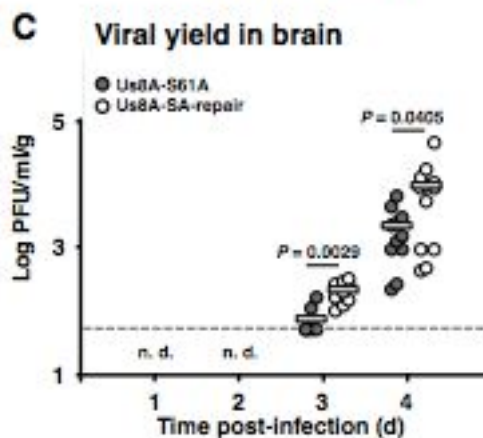 C
Viral yield in brain
Us8A-S61A
Us8A-SA-repair
Log PFU/ml/g
5
3
1
P = 0.0405
P = 0.0029
n. d.
n. d.
1 2 3 4
Time post-infection (d)